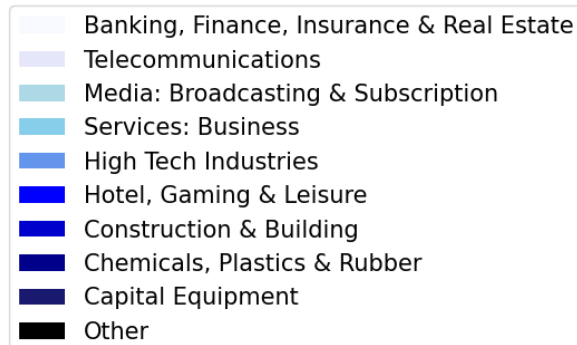 Banking, Finance, Insurance & Real Estate
Telecommunications
Media: Broadcasting & Subscription
Services: Business
High Tech Industries
Hotel, Gaming & Leisure
Construction & Building
Chemicals, Plastics & Rubber
Capital Equipment
Other